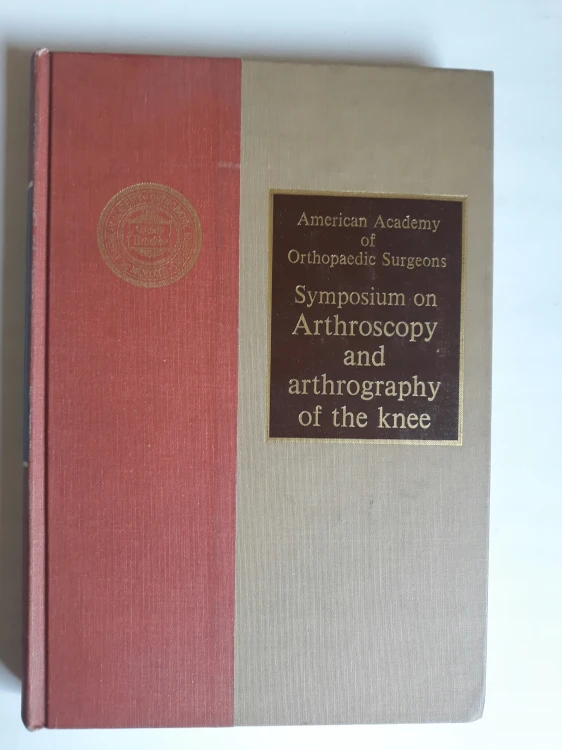 American Academy
of
Orthopaedic Surgeons
Symposium on
Arthroscopy
and
arthrography
of the knee